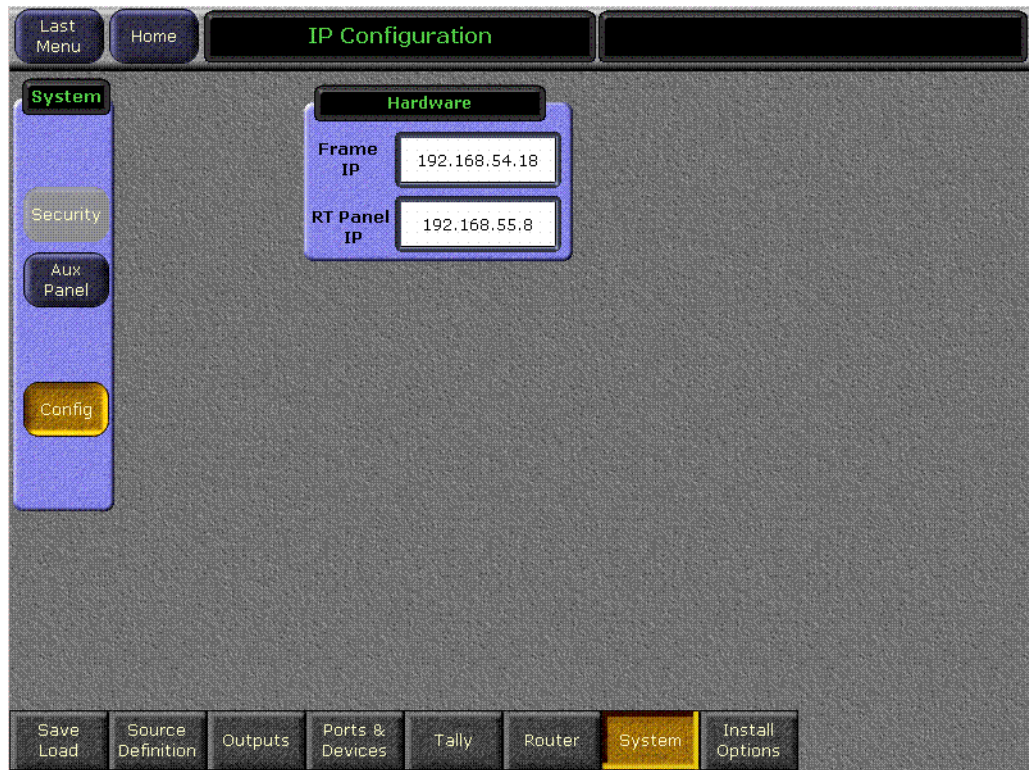 Last
Menu
Home
IP Configuration
System
Security
Aux
Panel
Config
Hardware
Frame
IP
192.168.54.18
RT Panel
IP
192.168.55.8
Save
Load
Source
Definition
Outputs
Ports &
Devices
Tally
Router
System
Install
Options